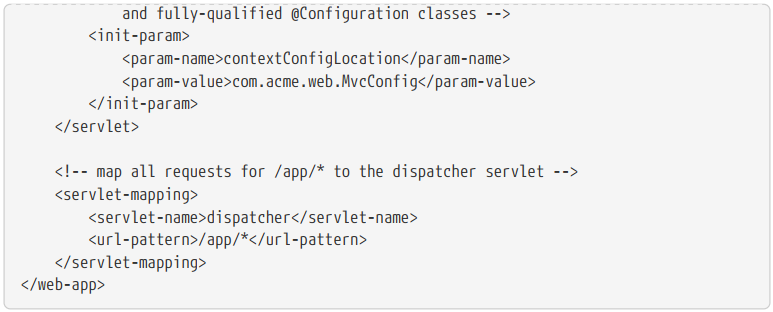 and fully-qualified @Configuration classes -->
        <init-param>
            <param-name>contextConfigLocation</param-name>
            <param-value>com.acme.web.MvcConfig</param-value>
        </init-param>
    </servlet>

    <!-- map all requests for /app/* to the dispatcher servlet -->
    <servlet-mapping>
        <servlet-name>dispatcher</servlet-name>
        <url-pattern>/app/*</url-pattern>
    </servlet-mapping>
</web-app>